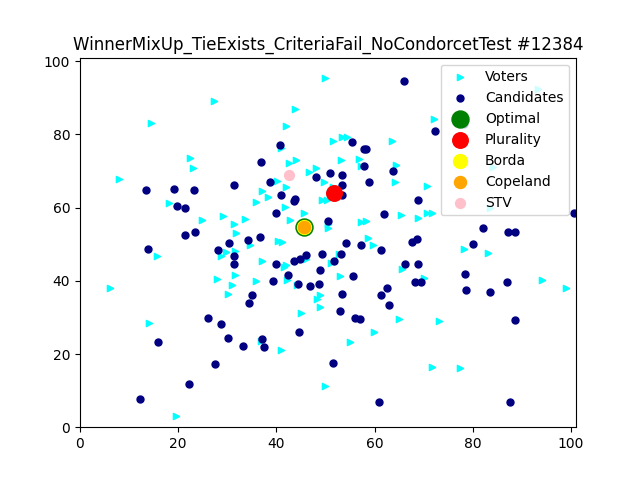 WinnerMixUp_TieExists_CriteriaFail_NoCondorcetTest #12384
100
80
60
40
20
0
0 20 40 60 80 100
Voters
Candidates
Optimal
Plurality
Borda
Copeland
STV